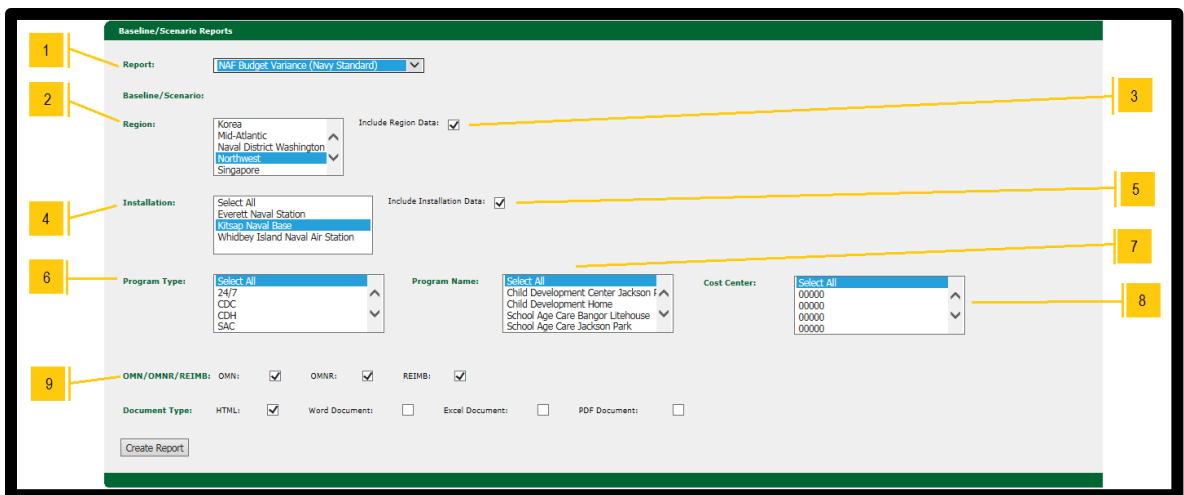 Baseline/Scenario Reports
1
Report: NAF Budget Variance (Navy Standard)
2
Baseline/Scenario:
3
Region:
Korea
Mid-Atlantic
Naval District Washington
Northwest
Singapore
Include Region Data:
4
Installation:
Select All
Everett Naval Station
Kitsap Naval Base
Whidbey Island Naval Air Station
Include Installation Data:
5
6
Program Type:
Select All
24/7
CDC
CDH
SAC
7
Program Name:
Select All
Child Development Center Jackson
Child Development Home
School Age Care Bangor Litehouse
School Age Care Jackson Park
Cost Center:
Select All
00000
00000
00000
00000
8
9
OMN/OMNR/REIMB: OMN: OMNR: REIMB:
Document Type: HTML: Word Document: Excel Document: PDF Document:
Create Report